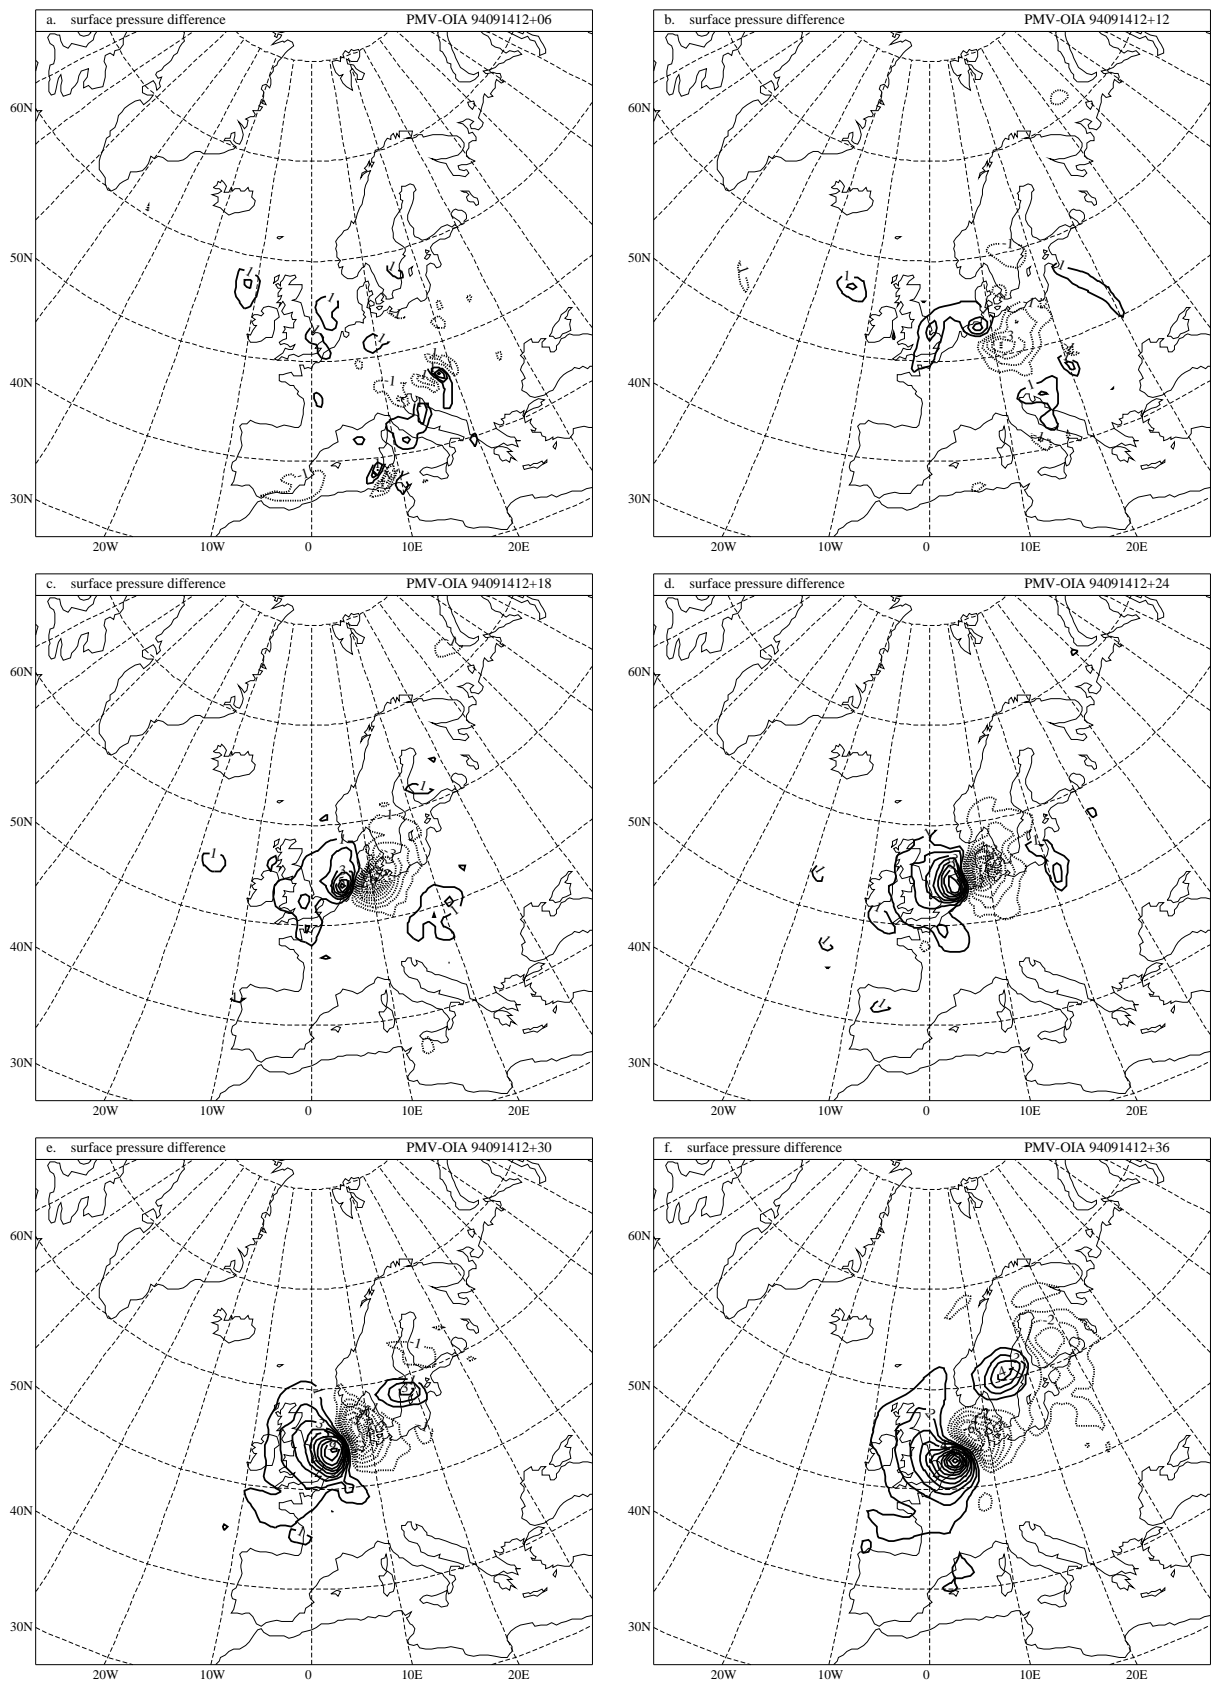 a. surface pressure difference PMV-OIA 94091412+06
60N
50N
40N
30N
20W 10W 0 10E 20E
b. surface pressure difference PMV-OIA 94091412+12
60N
50N
40N
30N
20W 10W 0 10E 20E
c. surface pressure difference PMV-OIA 94091412+18
60N
50N
40N
30N
20W 10W 0 10E 20E
d. surface pressure difference PMV-OIA 94091412+24
60N
50N
40N
30N
20W 10W 0 10E 20E
e. surface pressure difference PMV-OIA 94091412+30
60N
50N
40N
30N
20W 10W 0 10E 20E
f. surface pressure difference PMV-OIA 94091412+36
60N
50N
40N
30N
20W 10W 0 10E 20E